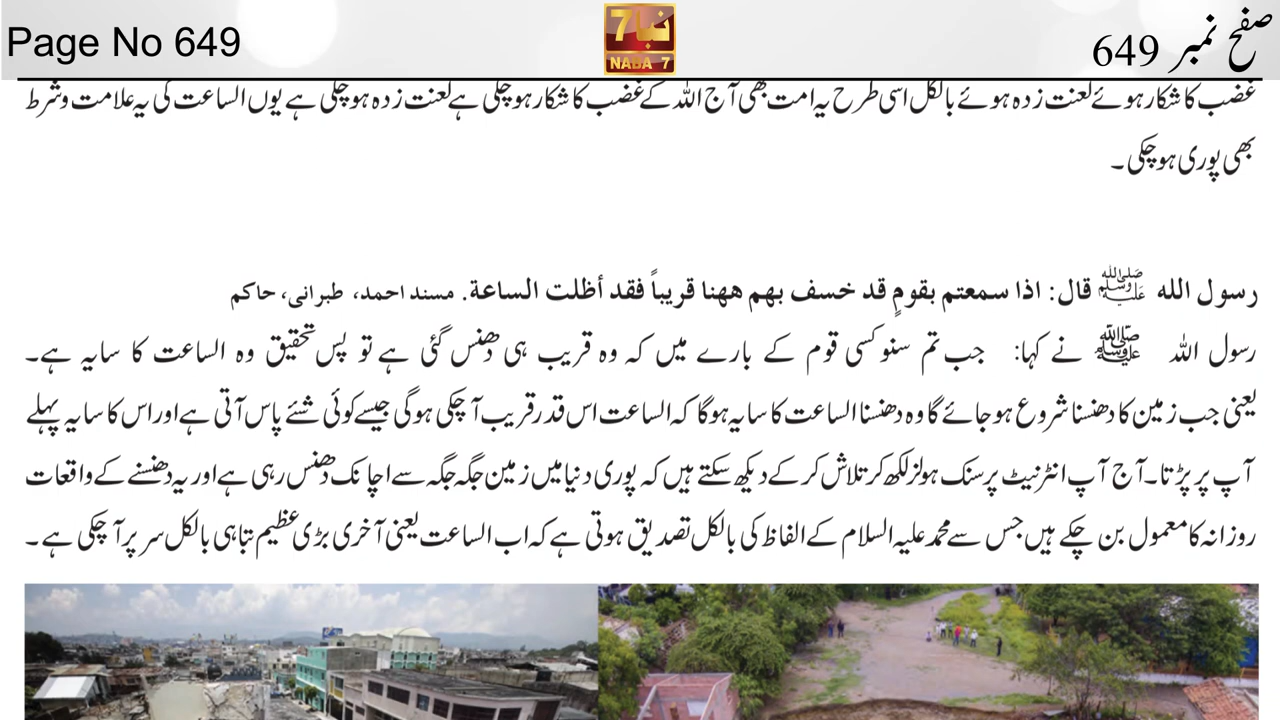 Page No 649
نبا 7
NABA 7
صفحہ نمبر 649
غضب کا شکار ہوئے لعنت زدہ ہوئے بالکل اسی طرح یہ امت بھی آج اللہ کے غضب کا شکار ہو چکی ہے لعنت زدہ ہو چکی ہے یوں الساعت کی یہ علامت و شرط
بھی پوری ہو چکی۔
رسول الله ﷺ قال: اذا سمعتم بقومٍ قد خسف بهم ههنا قريباً فقد أظلت الساعة. مسند احمد، طبرانی، حاکم
رسول اللہ ﷺ نے کہا: جب تم سنو کسی قوم کے بارے میں کہ وہ قریب ہی دھنس گئی ہے تو پس تحقیق وہ الساعت کا سایہ ہے۔
یعنی جب زمین کا دھنسنا شروع ہو جائے گا وہ دھنسنا الساعت کا سایہ ہو گا کہ الساعت اس قدر قریب آ چکی ہو گی جیسے کوئی شئے پاس آتی ہے اور اس کا سایہ پہلے
آپ پر پڑتا۔ آج آپ انٹرنیٹ پر سنک ہولز لکھ کر تلاش کر کے دیکھ سکتے ہیں کہ پوری دنیا میں زمین جگہ جگہ سے اچانک دھنس رہی ہے اور یہ دھنسنے کے واقعات
روزانہ کا معمول بن چکے ہیں جس سے محمد علیہ السلام کے الفاظ کی بالکل تصدیق ہوتی ہے کہ اب الساعت یعنی آخری بڑی عظیم تباہی بالکل سر پر آ چکی ہے۔